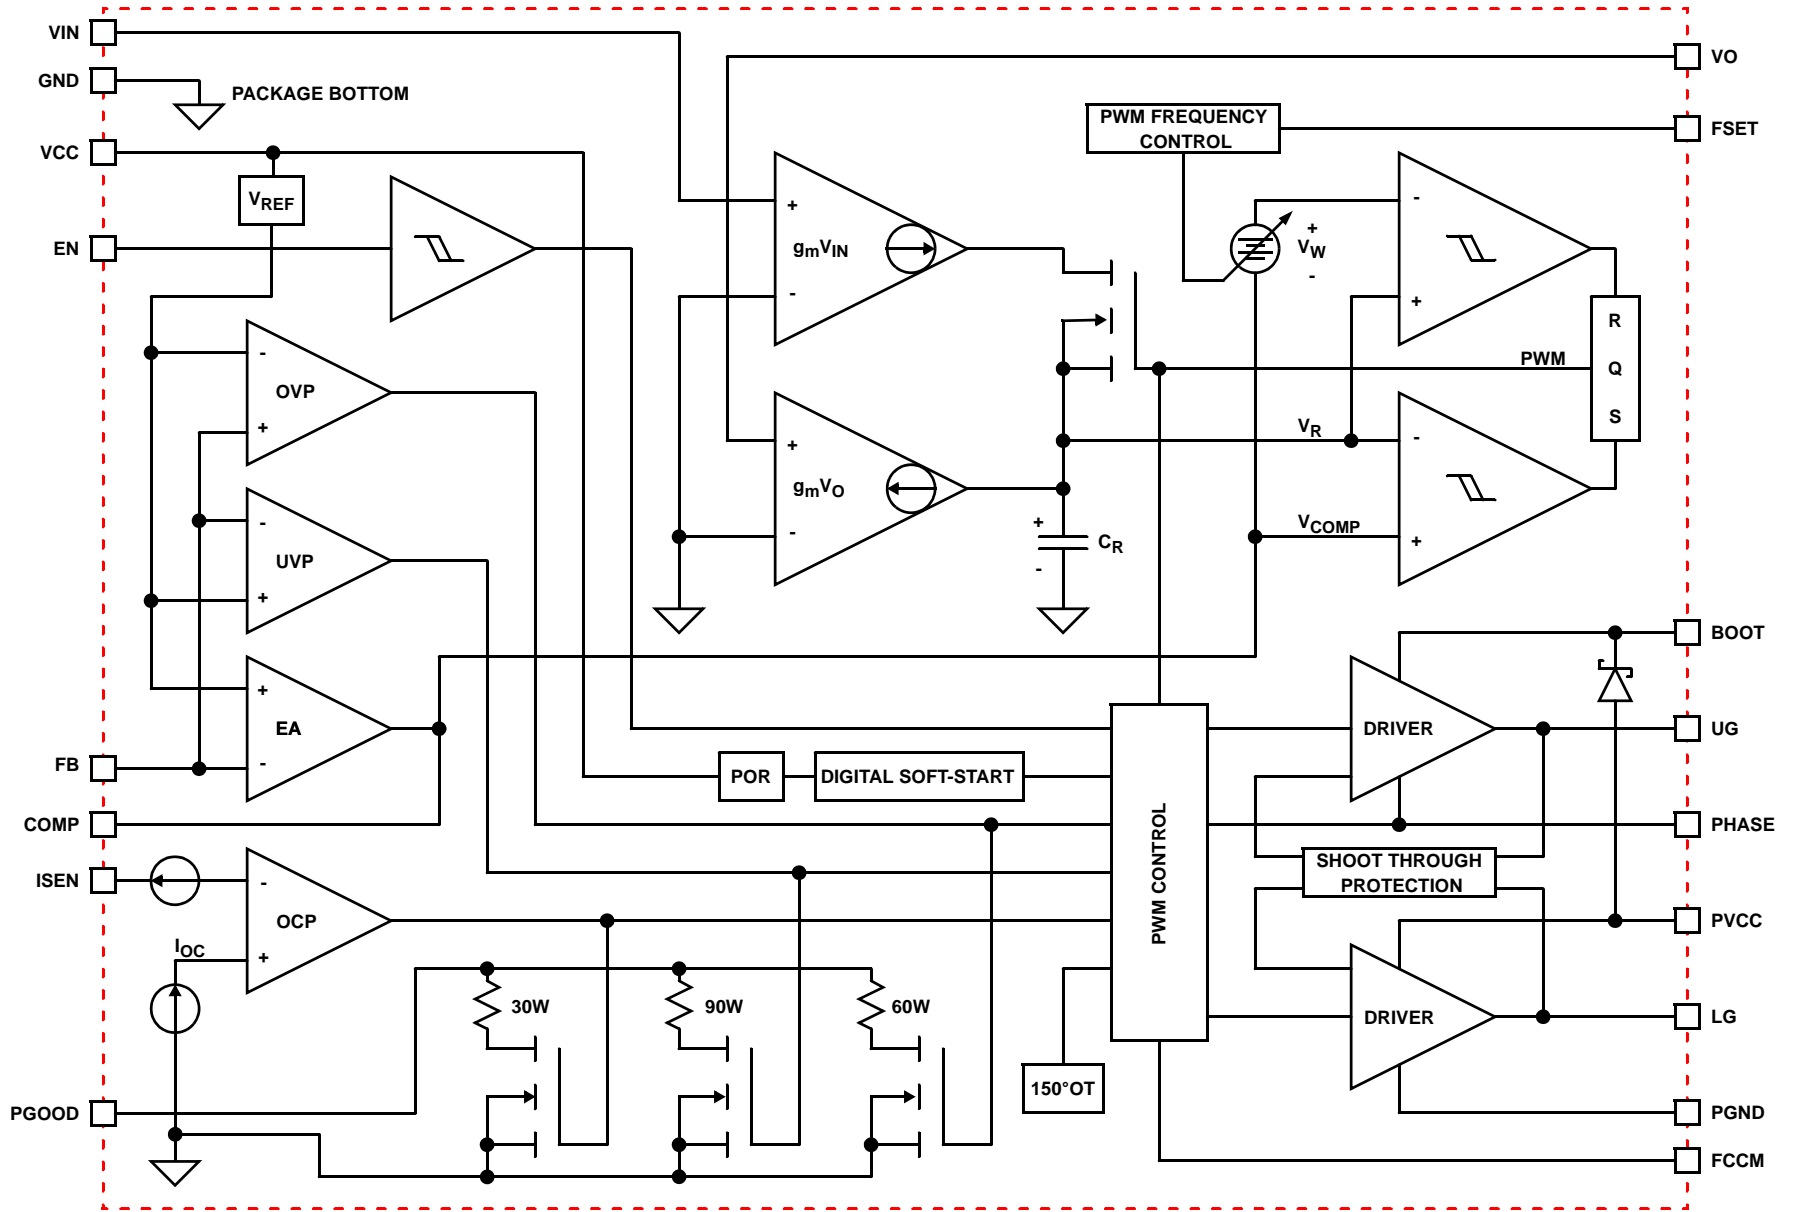 VIN
VO
GND
PACKAGE BOTTOM
PWM FREQUENCY
CONTROL
FSET
VCC
VREF
EN
+
gmVIN
-
-
+
VW
-
+
R
Q
S
PWM
-
OVP
+
+
gmVO
-
VR
-
VCOMP
+
-
UVP
+
+
CR
-
BOOT
+
EA
-
DRIVER
UG
FB
POR
DIGITAL SOFT-START
COMP
PHASE
PWM CONTROL
SHOOT THROUGH
PROTECTION
ISEN
-
OCP
+
IOC
PVCC
30W
90W
60W
DRIVER
LG
150°OT
PGOOD
PGND
FCCM